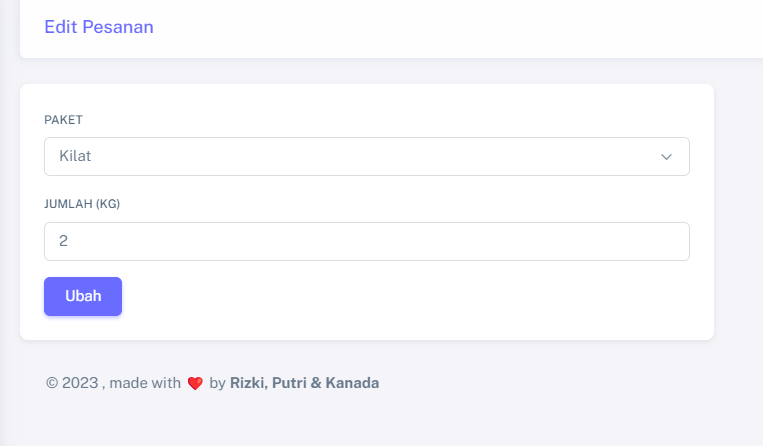 Edit Pesanan
PAKET
Kilat
JUMLAH (KG)
2
Ubah
© 2023 , made with ❤️ by Rizki, Putri & Kanada